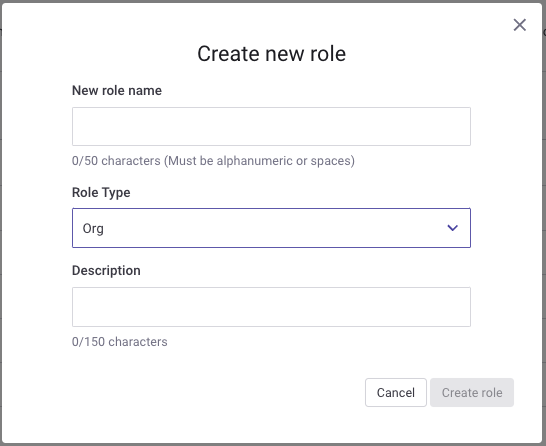 Create new role
New role name
0/50 characters (Must be alphanumeric or spaces)
Role Type
Org
Description
0/150 characters
Cancel
Create role